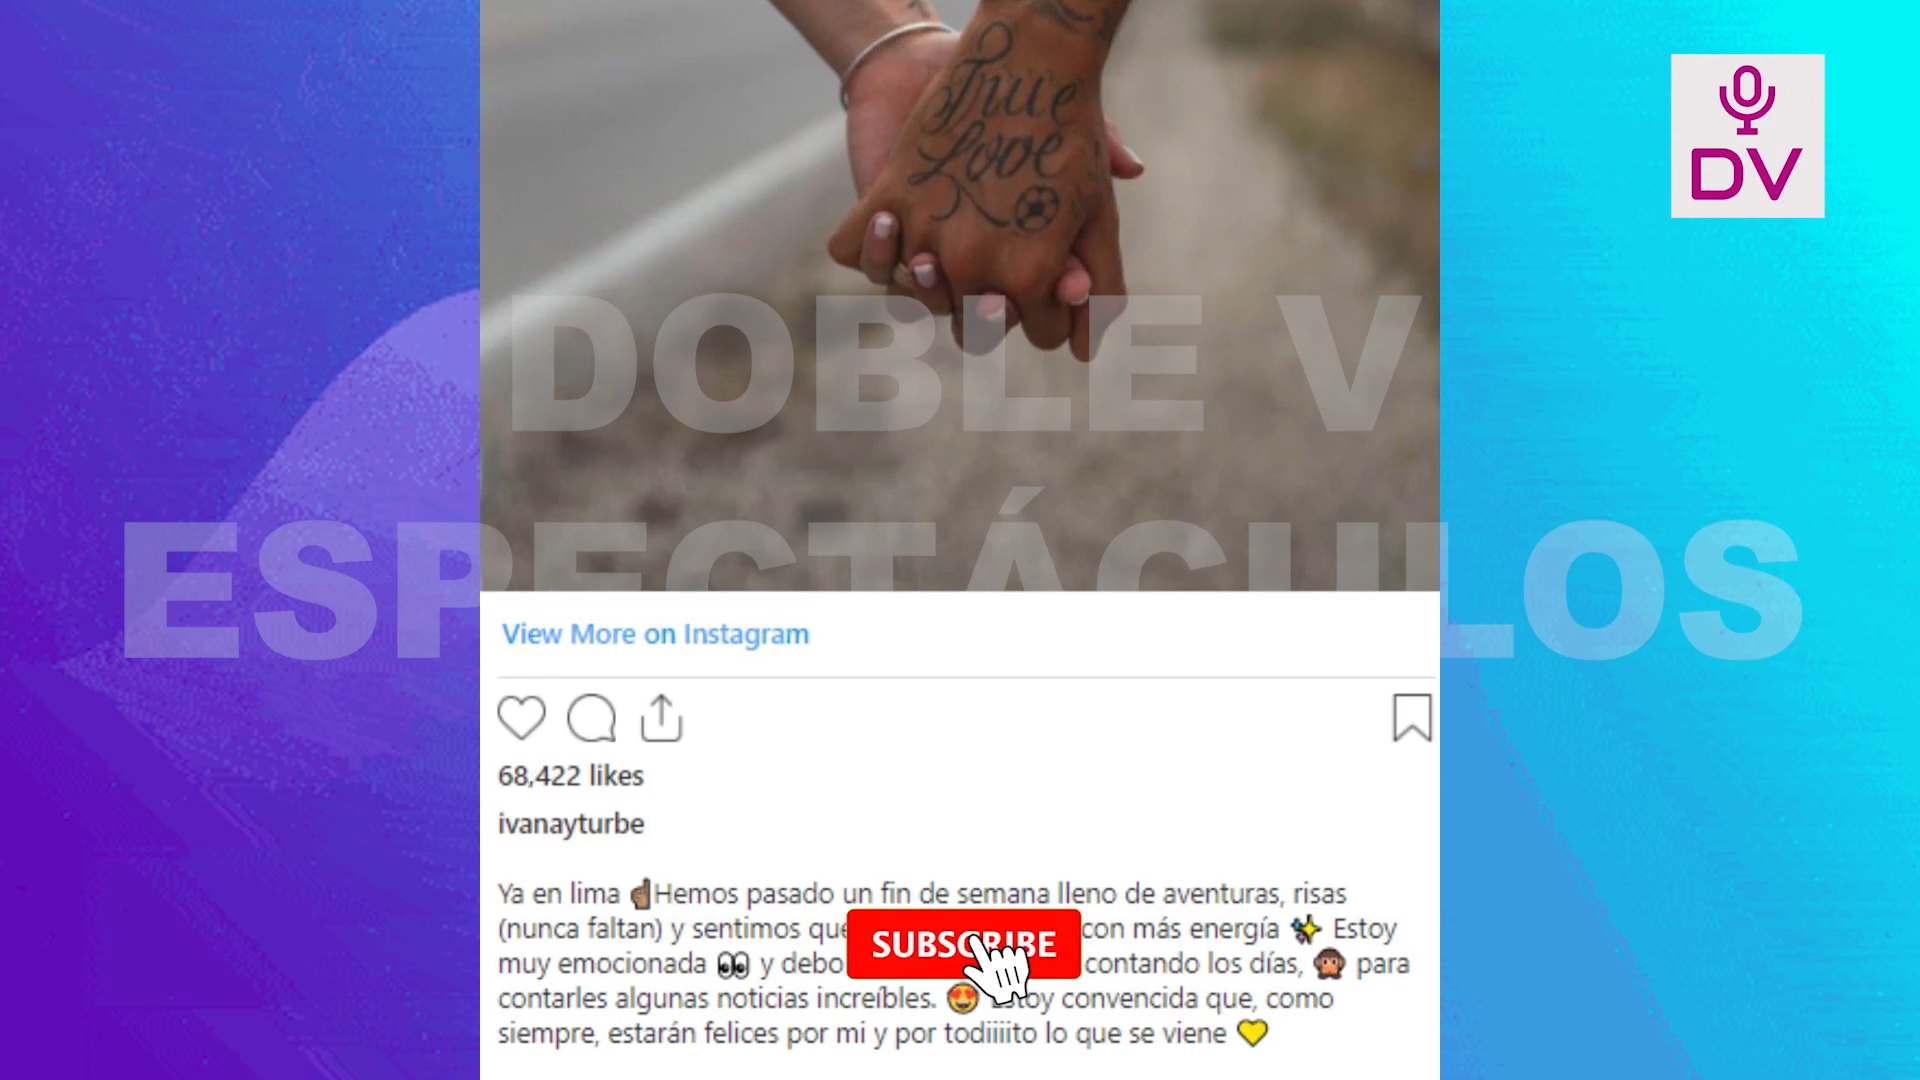 True
Love
DV
DOBLE V
ESPECTÁCULOS
View More on Instagram
68,422 likes
ivanayturbe
Ya en lima ☝🏾Hemos pasado un fin de semana lleno de aventuras, risas
(nunca faltan) y sentimos que con más energía ✨ Estoy
muy emocionada 👀 y debo contando los días, 🙊 para
SUBSCRIBE
contarles algunas noticias increíbles. 😍 Estoy convencida que, como
siempre, estarán felices por mi y por todiiiiito lo que se viene 💛